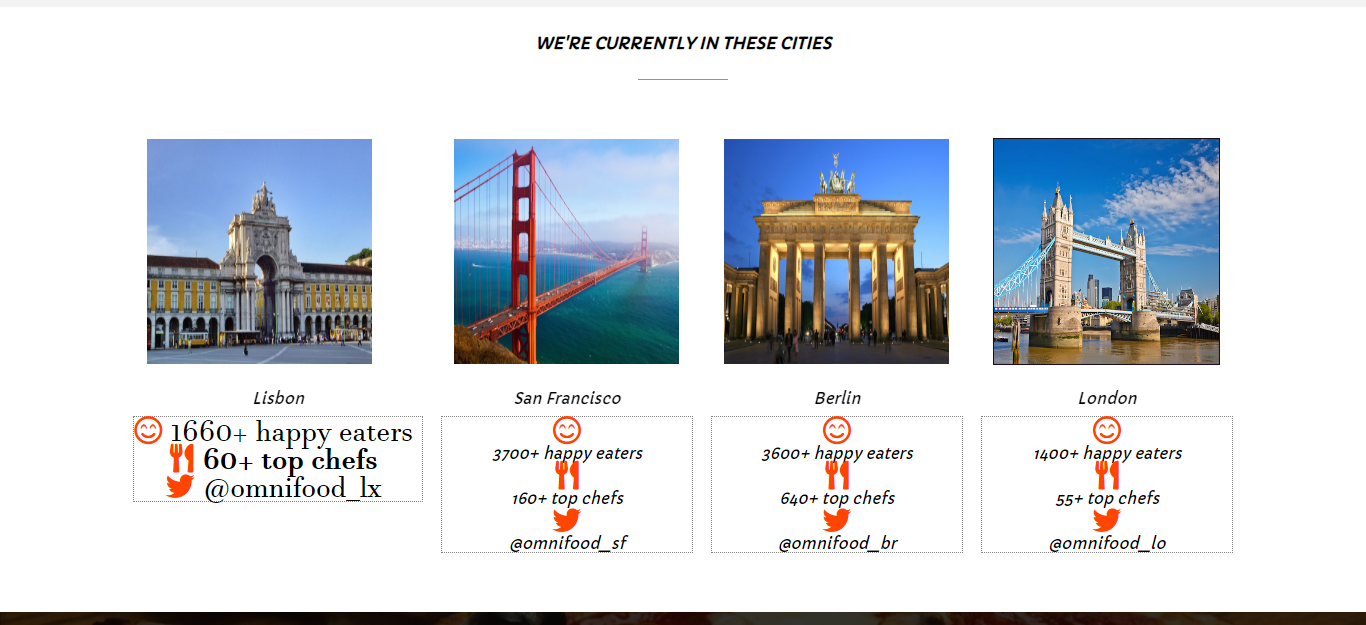 WE'RE CURRENTLY IN THESE CITIES
Lisbon
1660+ happy eaters
60+ top chefs
@omnifood_lx
San Francisco
3700+ happy eaters
160+ top chefs
@omnifood_sf
Berlin
3600+ happy eaters
640+ top chefs
@omnifood_br
London
1400+ happy eaters
55+ top chefs
@omnifood_lo